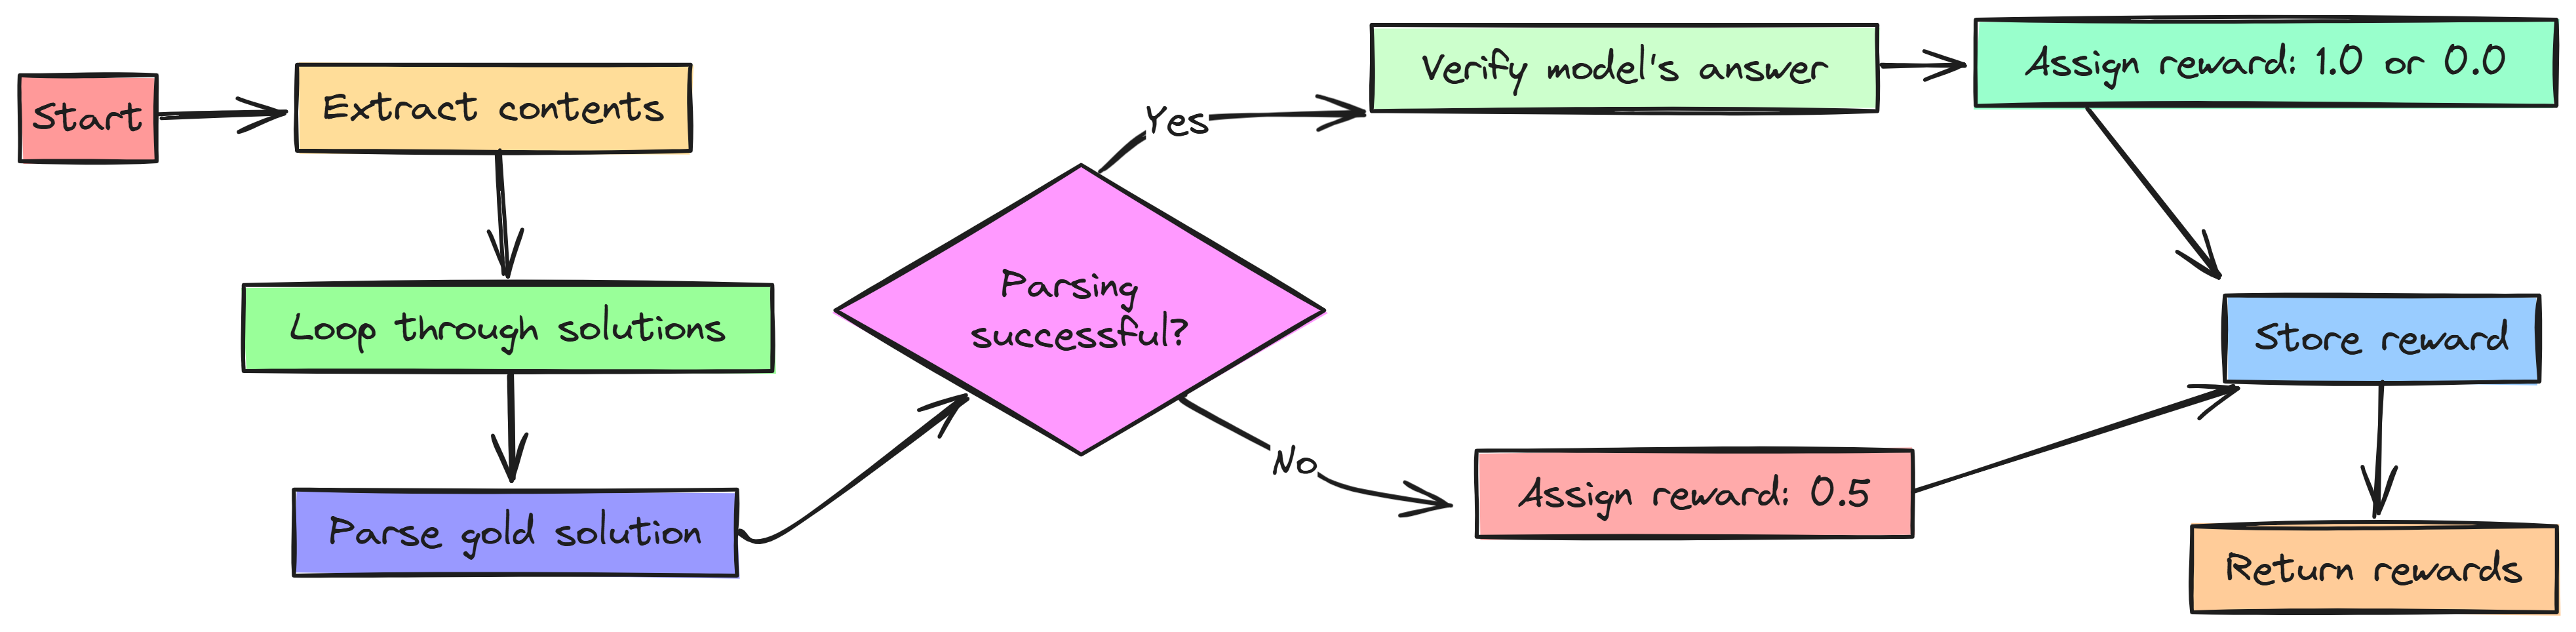 Start
Extract contents
Loop through solutions
Parse gold solution
Parsing
successful?
Yes
Verify model's answer
Assign reward: 1.0 or 0.0
No
Assign reward: 0.5
Store reward
Return rewards